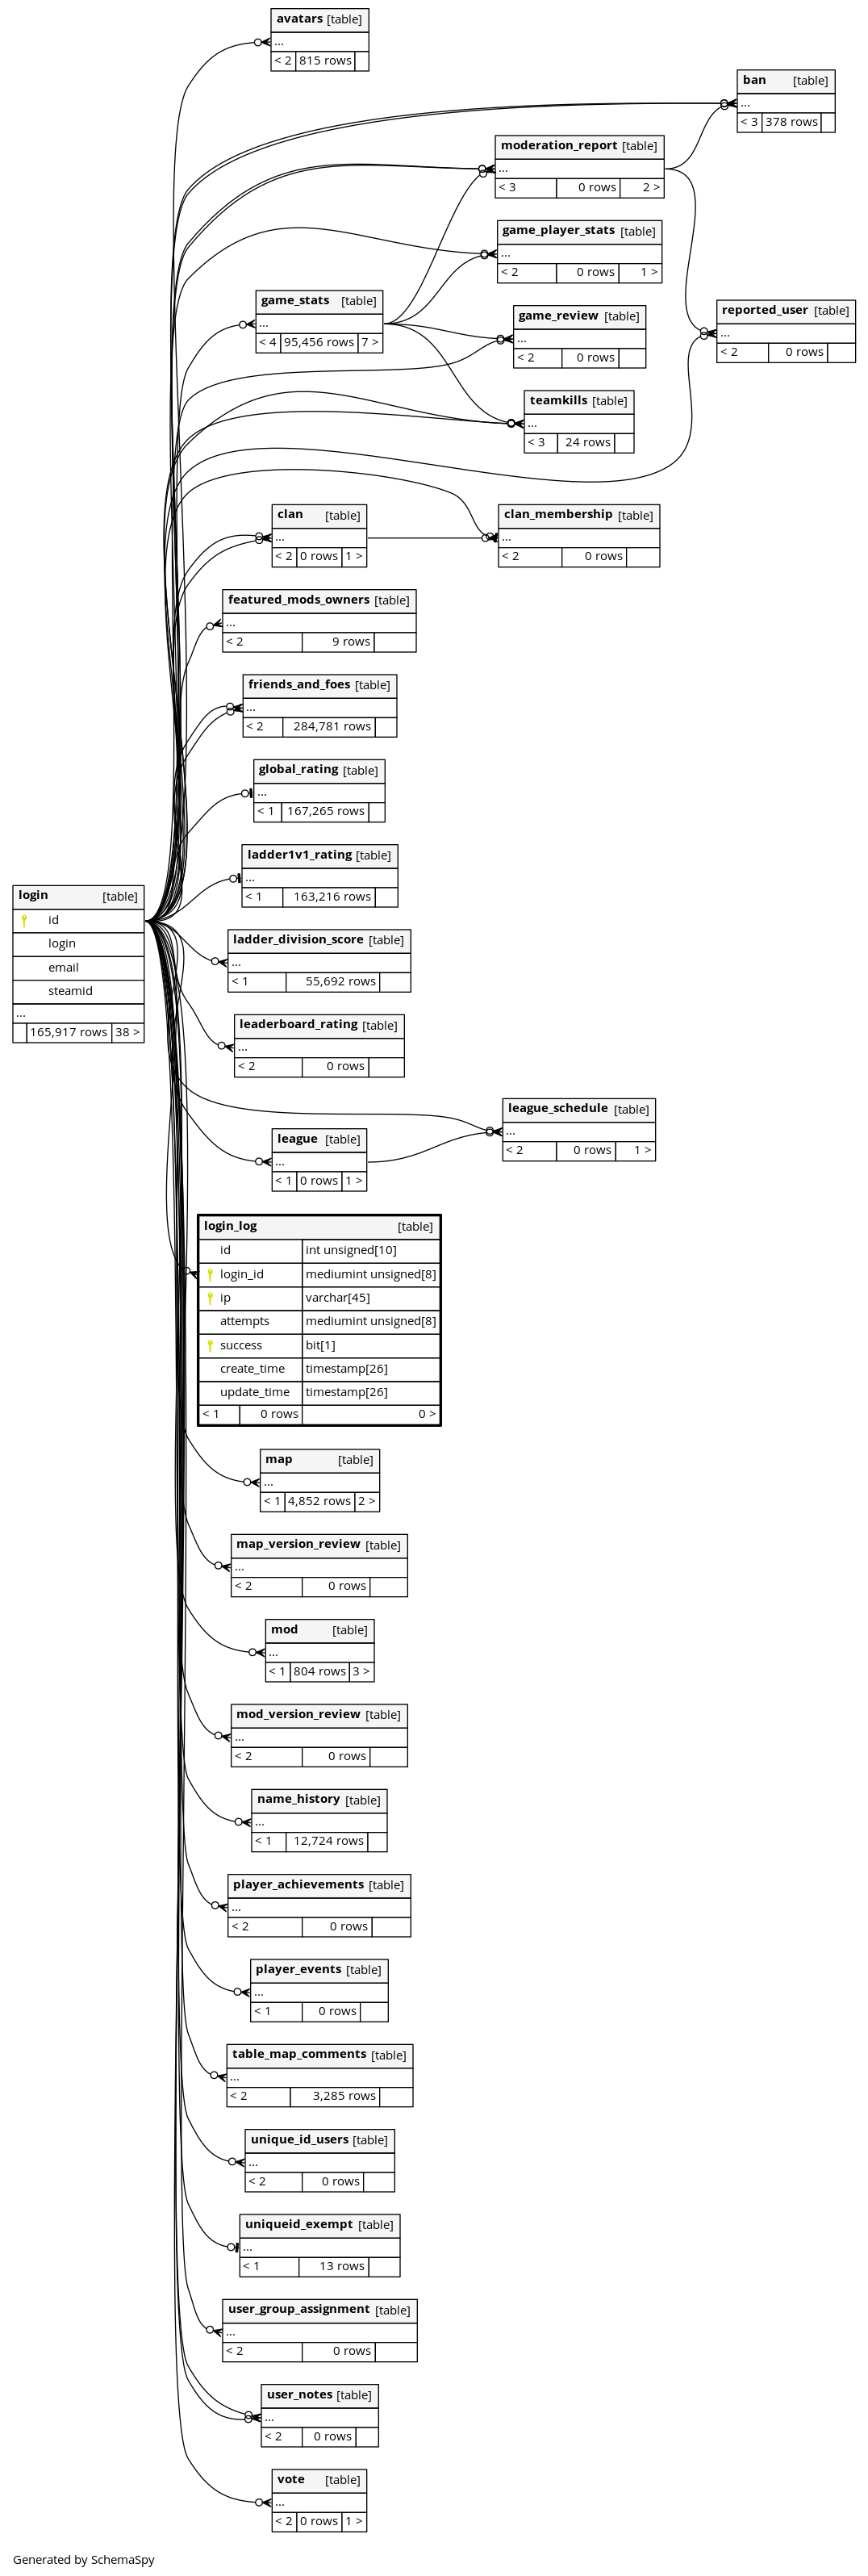 avatars [table]
...
< 2 815 rows
ban [table]
...
< 3 378 rows
moderation_report [table]
...
< 3 0 rows 2 >
game_player_stats [table]
...
< 2 0 rows 1 >
game_stats [table]
...
< 4 95,456 rows 7 >
game_review [table]
...
< 2 0 rows
reported_user [table]
...
< 2 0 rows
teamkills [table]
...
< 3 24 rows
clan [table]
...
< 2 0 rows 1 >
clan_membership [table]
...
< 2 0 rows
featured_mods_owners [table]
...
< 2 9 rows
friends_and_foes [table]
...
< 2 284,781 rows
global_rating [table]
...
< 1 167,265 rows
ladder1v1_rating [table]
...
< 1 163,216 rows
login [table]
id
login
email
steamid
...
165,917 rows 38 >
ladder_division_score [table]
...
< 1 55,692 rows
leaderboard_rating [table]
...
< 2 0 rows
league_schedule [table]
...
< 2 0 rows 1 >
league [table]
...
< 1 0 rows 1 >
login_log [table]
id int unsigned[10]
login_id mediumint unsigned[8]
ip varchar[45]
attempts mediumint unsigned[8]
success bit[1]
create_time timestamp[26]
update_time timestamp[26]
< 1 0 rows 0 >
map [table]
...
< 1 4,852 rows 2 >
map_version_review [table]
...
< 2 0 rows
mod [table]
...
< 1 804 rows 3 >
mod_version_review [table]
...
< 2 0 rows
name_history [table]
...
< 1 12,724 rows
player_achievements [table]
...
< 2 0 rows
player_events [table]
...
< 1 0 rows
table_map_comments [table]
...
< 2 3,285 rows
unique_id_users [table]
...
< 2 0 rows
uniqueid_exempt [table]
...
< 1 13 rows
user_group_assignment [table]
...
< 2 0 rows
user_notes [table]
...
< 2 0 rows
vote [table]
...
< 2 0 rows 1 >
Generated by SchemaSpy